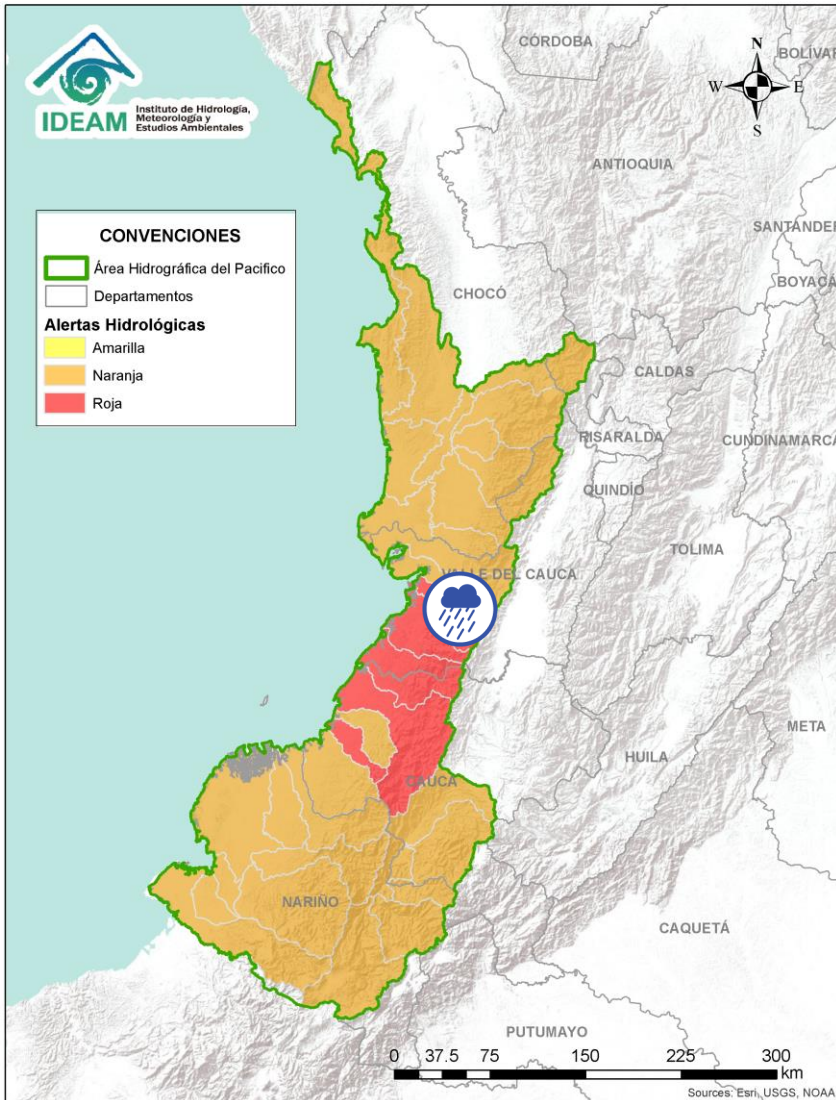 IDEAM
Instituto de Hidrología,
Meteorología y
Estudios Ambientales
CÓRDOBA
BOLÍVAR
N
W E
S
ANTIOQUIA
SANTANDER
BOYACÁ
CONVENCIONES
Área Hidrográfica del Pacifico
Departamentos
Alertas Hidrológicas
Amarilla
Naranja
Roja
CHOCÓ
CALDAS
RISARALDA
CUNDINAMARCA
QUINDÍO
TOLIMA
VALLE DEL CAUCA
META
HUILA
CAUCA
NARIÑO
CAQUETÁ
PUTUMAYO
0 37.5 75 150 225 300
km
Sources: Esri, USGS, NOAA